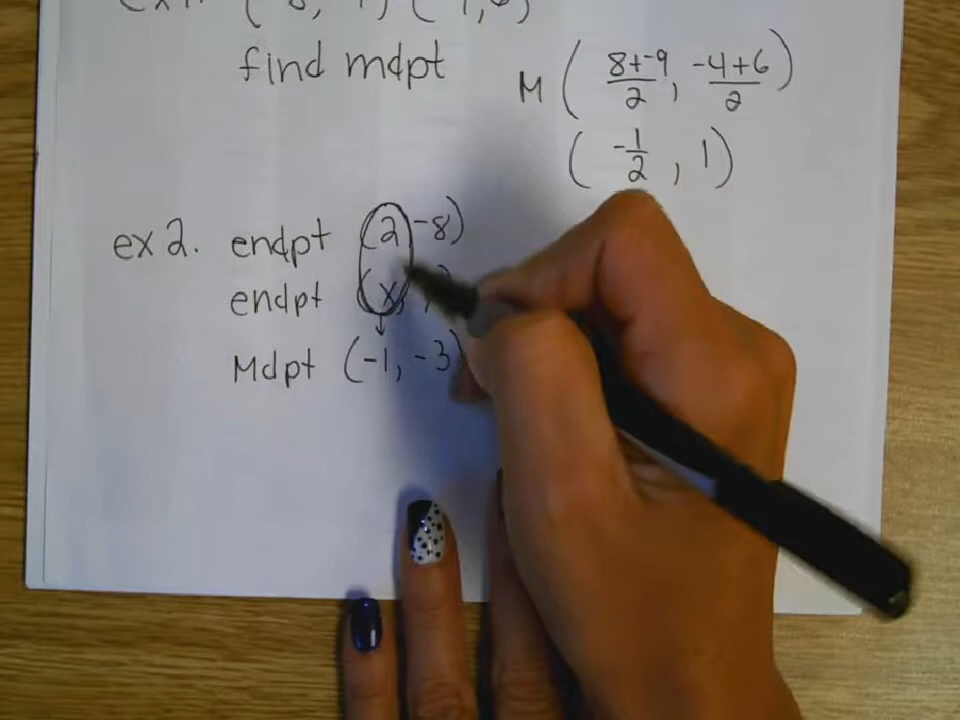 find mdpt
M ( 8+-9/2 , -4+6/2 )
( -1/2 , 1 )
ex 2. endpt (2 -8)
endpt (x,
Mdpt (-1, -3